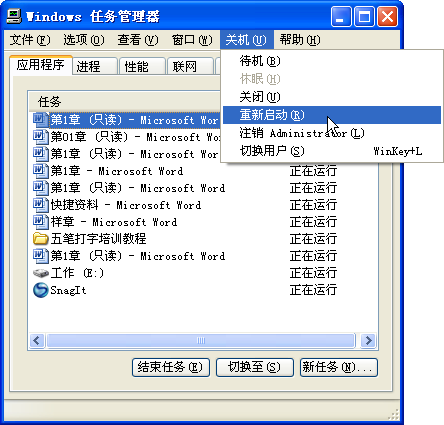 Windows 任务管理器
文件(F) 选项(O) 查看(V) 窗口(W) 关机(U) 帮助(H)
应用程序 进程 性能 联网
待机(B)
休眠(H)
关闭(U)
重新启动(R)
注销 Administrator(L)
切换用户(S) WinKey+L
任务
第1章 (只读) - Microsoft Word
第01章 (只读) - Microsoft
第1章 (只读) - Microsoft Word
第1章 - Microsoft Word 正在运行
第1章 (只读) - Microsoft Word 正在运行
快捷资料 - Microsoft Word 正在运行
样章 - Microsoft Word 正在运行
五笔打字培训教程 正在运行
第1章 (只读) - Microsoft Word 正在运行
工作 (E:) 正在运行
SnagIt 正在运行
结束任务(E) 切换至(S) 新任务(N)...